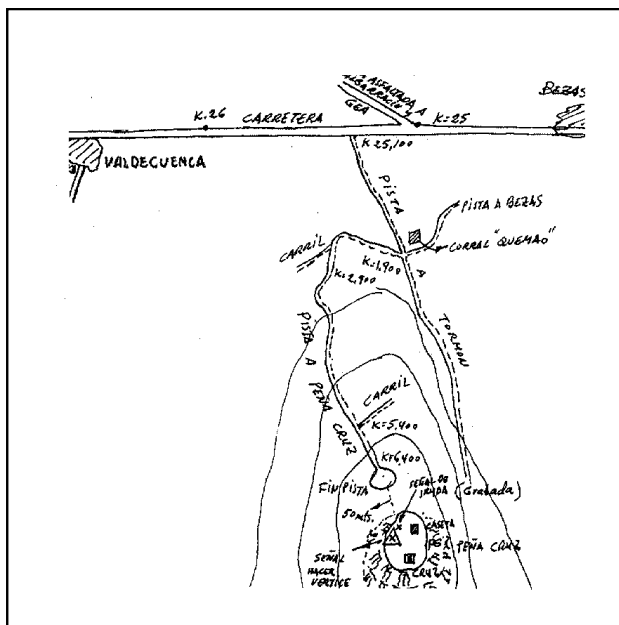 ASFALTADA A
ALBARRACIN Y
GEA
BEZAS
K.26
CARRETERA
K=25
K25,100
VALDECUENCA
PISTA
A
TORMON
PISTA A BEZAS
CORRAL "QUEMAO"
CARRIL
K=1,900
K=2,900
PISTA A PEÑA CRUZ
CARRIL
K=5,400
K=6,400
FIN PISTA
SEÑAL DE
(Grabada)
50 mts.
CASETA
PEÑA CRUZ
SEÑAL
HACER
VERTICE
CRUZ